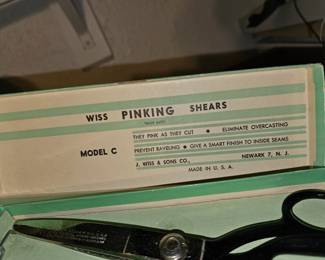 WISS PINKING SHEARS
THEY PINK AS THEY CUT • ELIMINATE OVERCASTING
MODEL C
PREVENT RAVELING • GIVE A SMART FINISH TO INSIDE SEAMS
J. WISS & SONS CO., NEWARK 7, N. J.
MADE IN U. S. A.